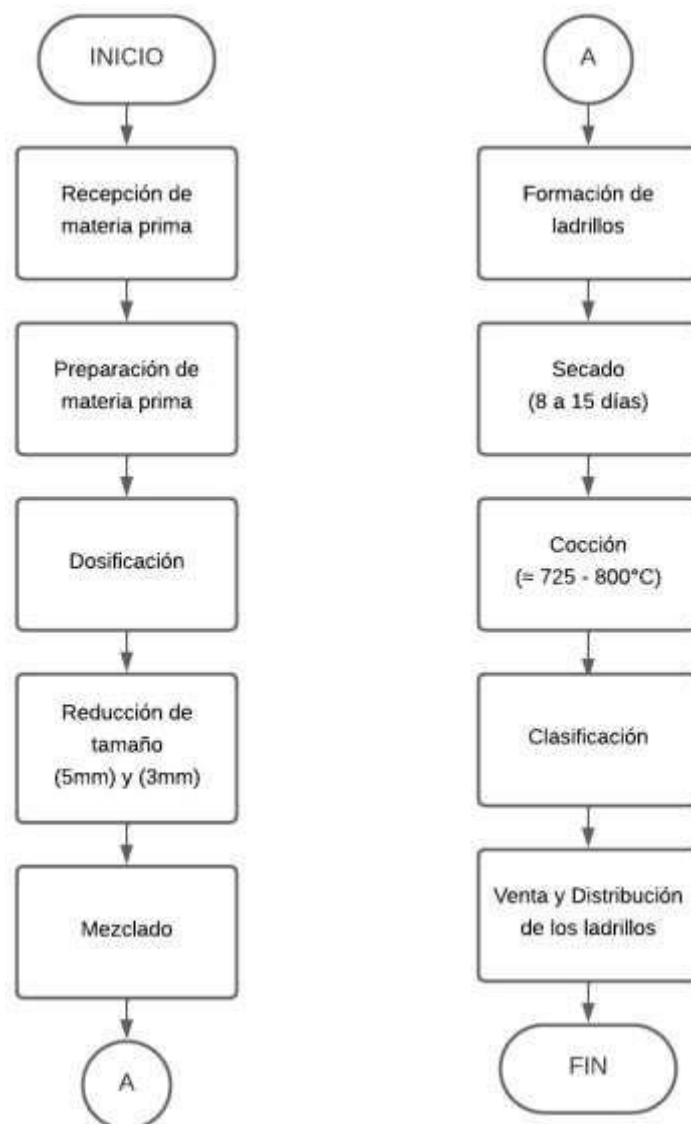 INICIO
Recepción de
materia prima
Preparación de
materia prima
Dosificación
Reducción de
tamaño
(5mm) y (3mm)
Mezclado
A
A
Formación de
ladrillos
Secado
(8 a 15 días)
Cocción
(= 725 - 800°C)
Clasificación
Venta y Distribución
de los ladrillos
FIN